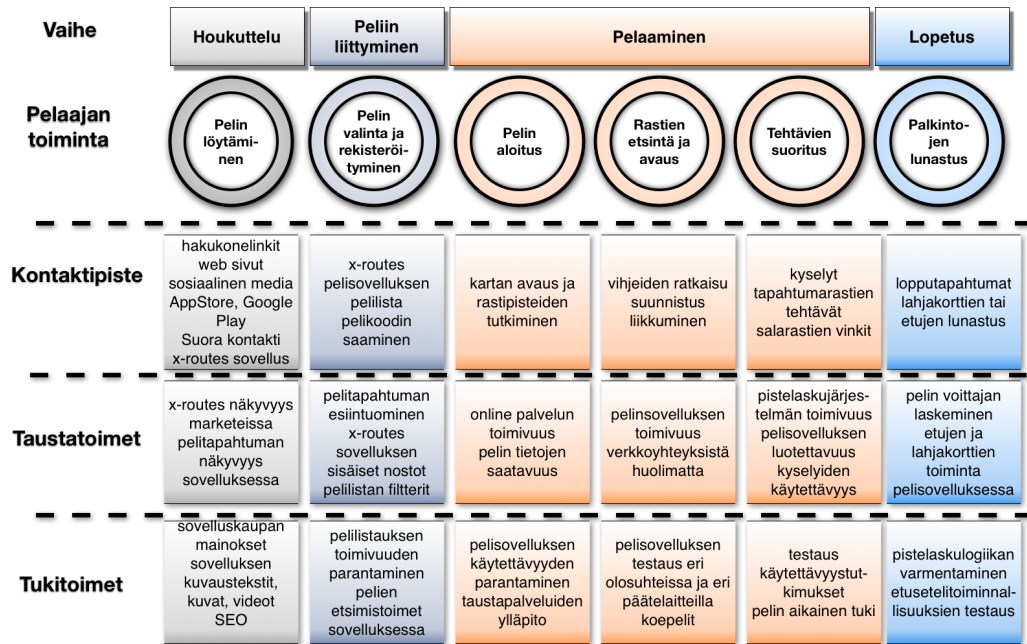 Vaihe
Houkuttelu
Peliin
liittyminen
Pelaaminen
Lopetus
Pelaajan
toiminta
Pelin
löytämi-
nen
Pelin
valinta ja
rekisteröi-
tyminen
Pelin
aloitus
Rastien
etsintä ja
avaus
Tehtävien
suoritus
Palkinto-
jen
lunastus
Kontaktipiste
hakukonelinkit
web sivut
sosiaalinen media
AppStore, Google
Play
Suora kontakti
x-routes sovellus
x-routes
pelisovelluksen
pelilista
pelikoodin
saaminen
kartan avaus ja
rastipisteiden
tutkiminen
vihjeiden ratkaisu
suunnistus
liikkuminen
kyselyt
tapahtumarastien
tehtävät
salarastien vinkit
lopputapahtumat
lahjakorttien tai
etujen lunastus
Taustatoimet
x-routes näkyvyys
marketeissa
pelitapahtuman
näkyvyys
sovelluksessa
pelitapahtuman
esiintuominen
x-routes
sovelluksen
sisäiset nostot
pelilistan filtterit
online palvelun
toimivuus
pelin tietojen
saatavuus
pelinsovelluksen
toimivuus
verkkoyhteyksistä
huolimatta
pistelaskujärjes-
telmän toimivuus
pelisovelluksen
luotettavuus
kyselyiden
käytettävyys
pelin voittajan
laskeminen
etujen ja
lahjakorttien
toiminta
pelisovelluksessa
Tukitoimet
sovelluskaupan
mainokset
sovelluksen
kuvaustekstit,
kuvat, videot
SEO
pelilistauksen
toimivuuden
parantaminen
pelien
etsimistoimet
sovelluksessa
pelisovelluksen
käytettävyyden
parantaminen
taustapalveluiden
ylläpito
pelisovelluksen
testaus eri
olosuhteissa ja eri
päätelaitteilla
koepelit
testaus
käytettävyystut-
kimukset
pelin aikainen tuki
pistelaskulogiikan
varmentaminen
etusetelitoiminnal-
lisuuksien testaus